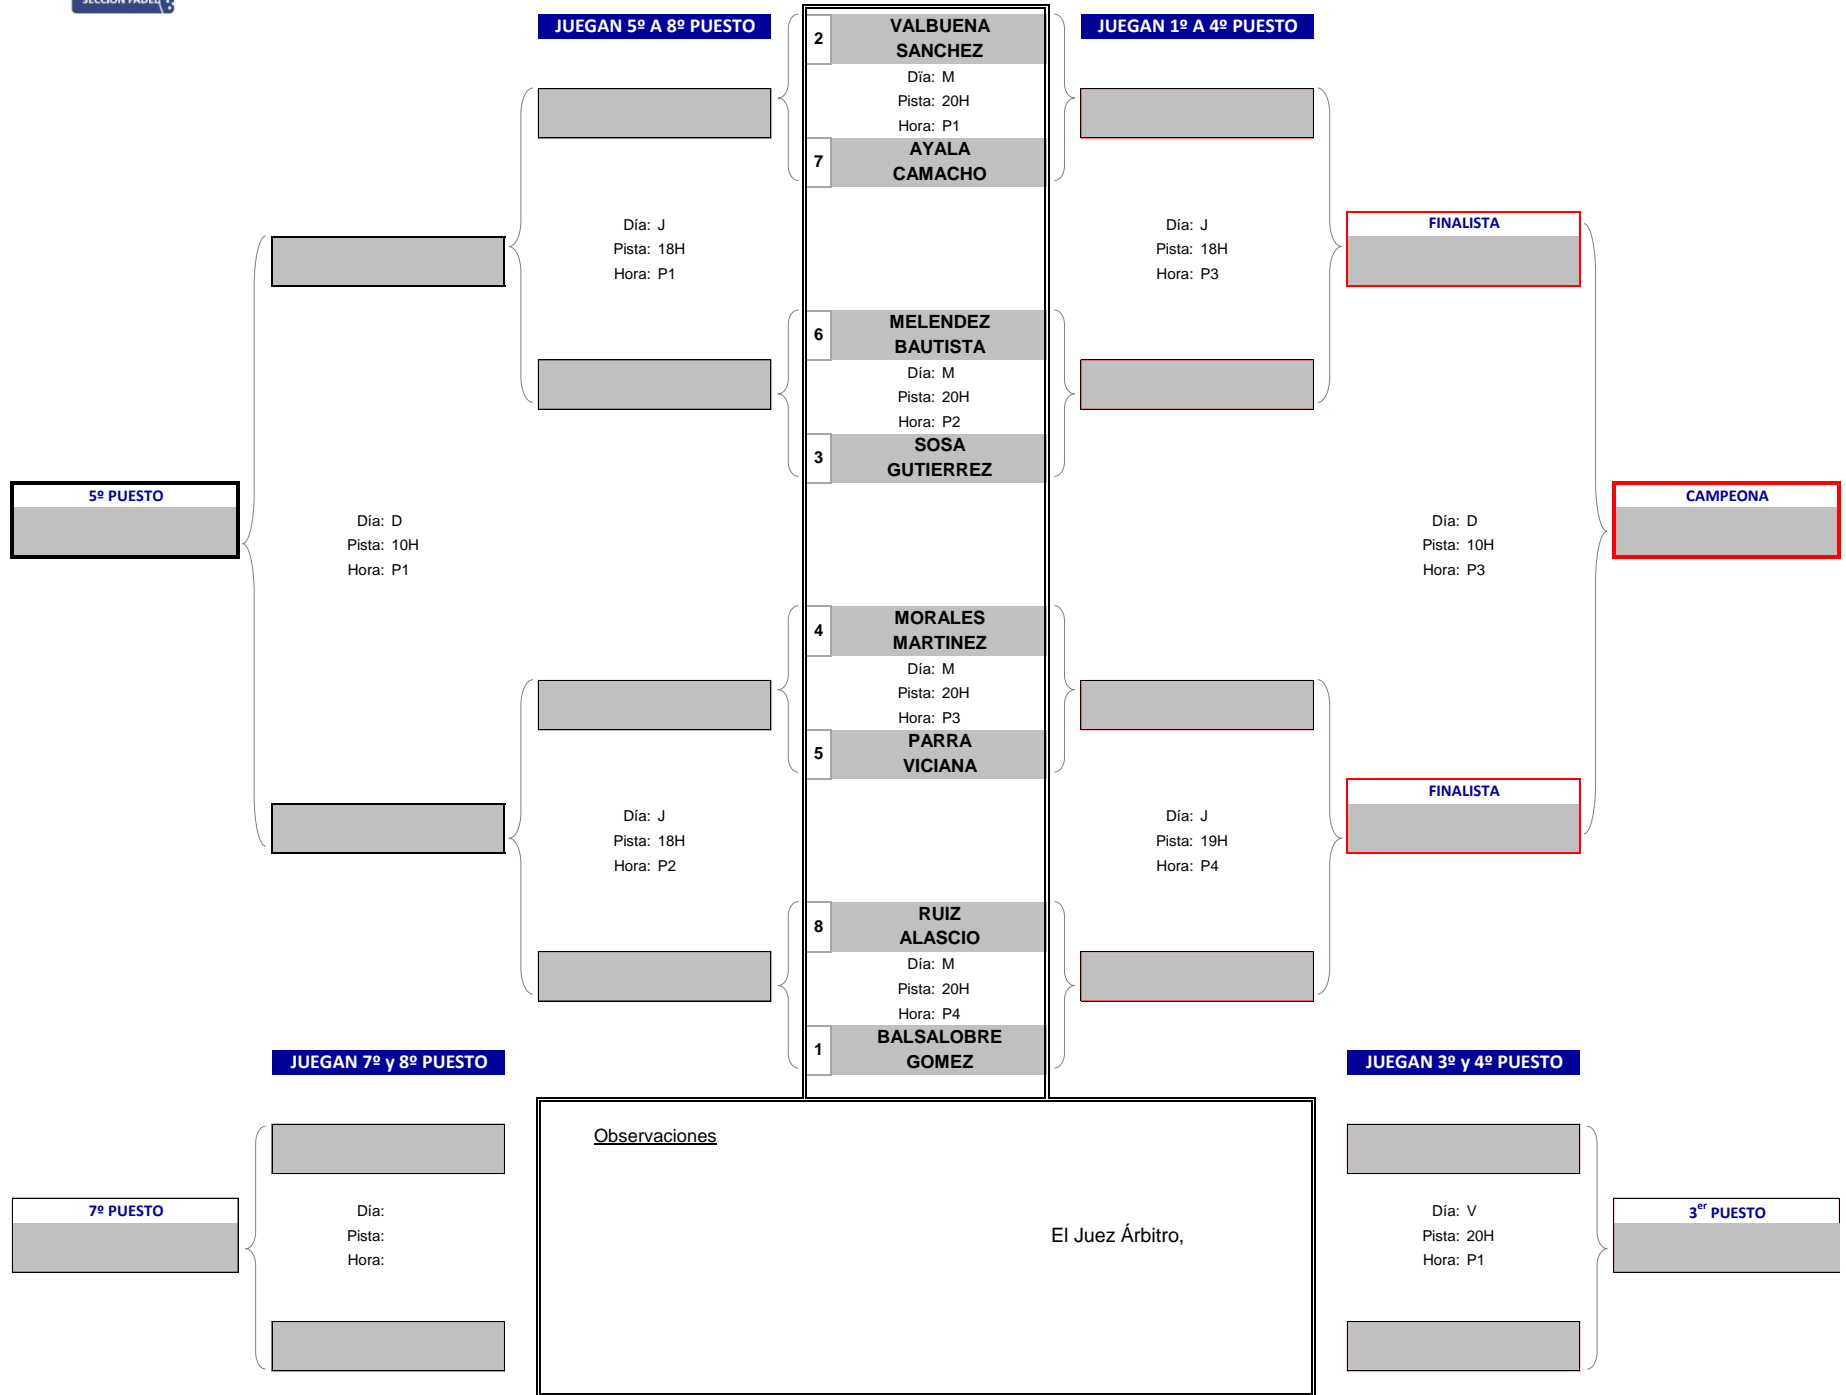 SECCIÓN PADEL
JUEGAN 5º A 8º PUESTO
JUEGAN 1º A 4º PUESTO
2
VALBUENA
SANCHEZ
Dïa: M
Pista: 20H
Hora: P1
7
AYALA
CAMACHO
Día: J
Pista: 18H
Hora: P1
Día: J
Pista: 18H
Hora: P3
FINALISTA
6
MELENDEZ
BAUTISTA
Día: M
Pista: 20H
Hora: P2
3
SOSA
GUTIERREZ
5º PUESTO
Día: D
Pista: 10H
Hora: P1
Día: D
Pista: 10H
Hora: P3
CAMPEONA
4
MORALES
MARTINEZ
Día: M
Pista: 20H
Hora: P3
5
PARRA
VICIANA
Día: J
Pista: 18H
Hora: P2
Día: J
Pista: 19H
Hora: P4
FINALISTA
8
RUIZ
ALASCIO
Día: M
Pista: 20H
Hora: P4
1
BALSALOBRE
GOMEZ
JUEGAN 7º y 8º PUESTO
JUEGAN 3º y 4º PUESTO
Observaciones
7º PUESTO
Día:
Pista:
Hora:
El Juez Árbitro,
Día: V
Pista: 20H
Hora: P1
3er PUESTO